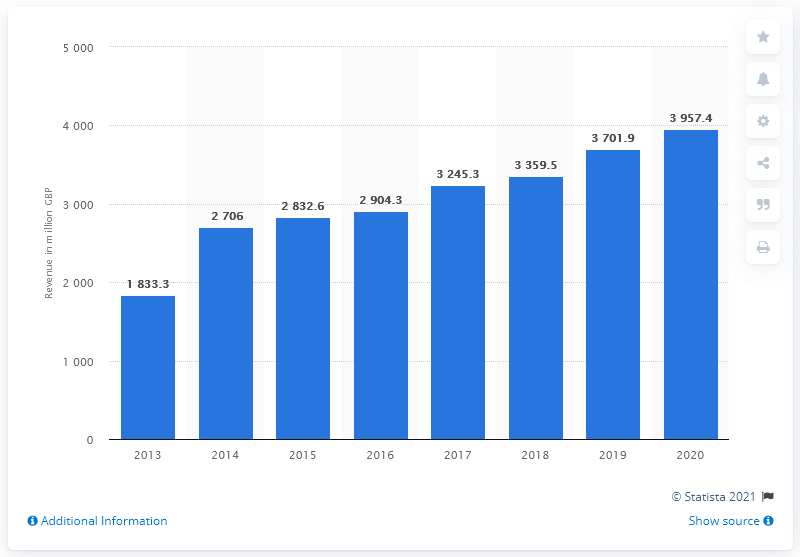 5 000
4 000
3 000
2 000
1 000
0
Revenue in million GBP
1 833.3
2 706
2 832.6
2 904.3
3 245.3
3 359.5
3 701.9
3 957.4
2013 2014 2015 2016 2017 2018 2019 2020
© Statista 2021
Additional Information
Show source